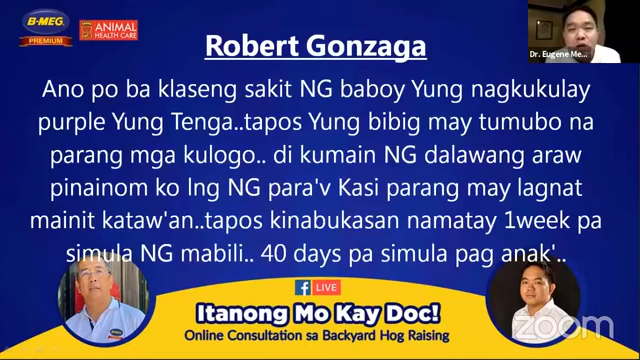 B-MEG
PREMIUM
ANIMAL
HEALTH CARE
Robert Gonzaga
Dr. Eugene Me...
Ano po ba klaseng sakit NG baboy Yung nagkukulay
purple Yung Tenga..tapos Yung bibig may tumubo na
parang mga kulogo.. di kumain NG dalawang araw
pinainom ko lng NG para'v Kasi parang may lagnat
mainit kataw'an..tapos kinabukasan namatay 1week pa
simula NG mabili.. 40 days pa simula pag anak'..
f LIVE
Itanong Mo Kay Doc!
Online Consultation sa Backyard Hog Raising
zoom